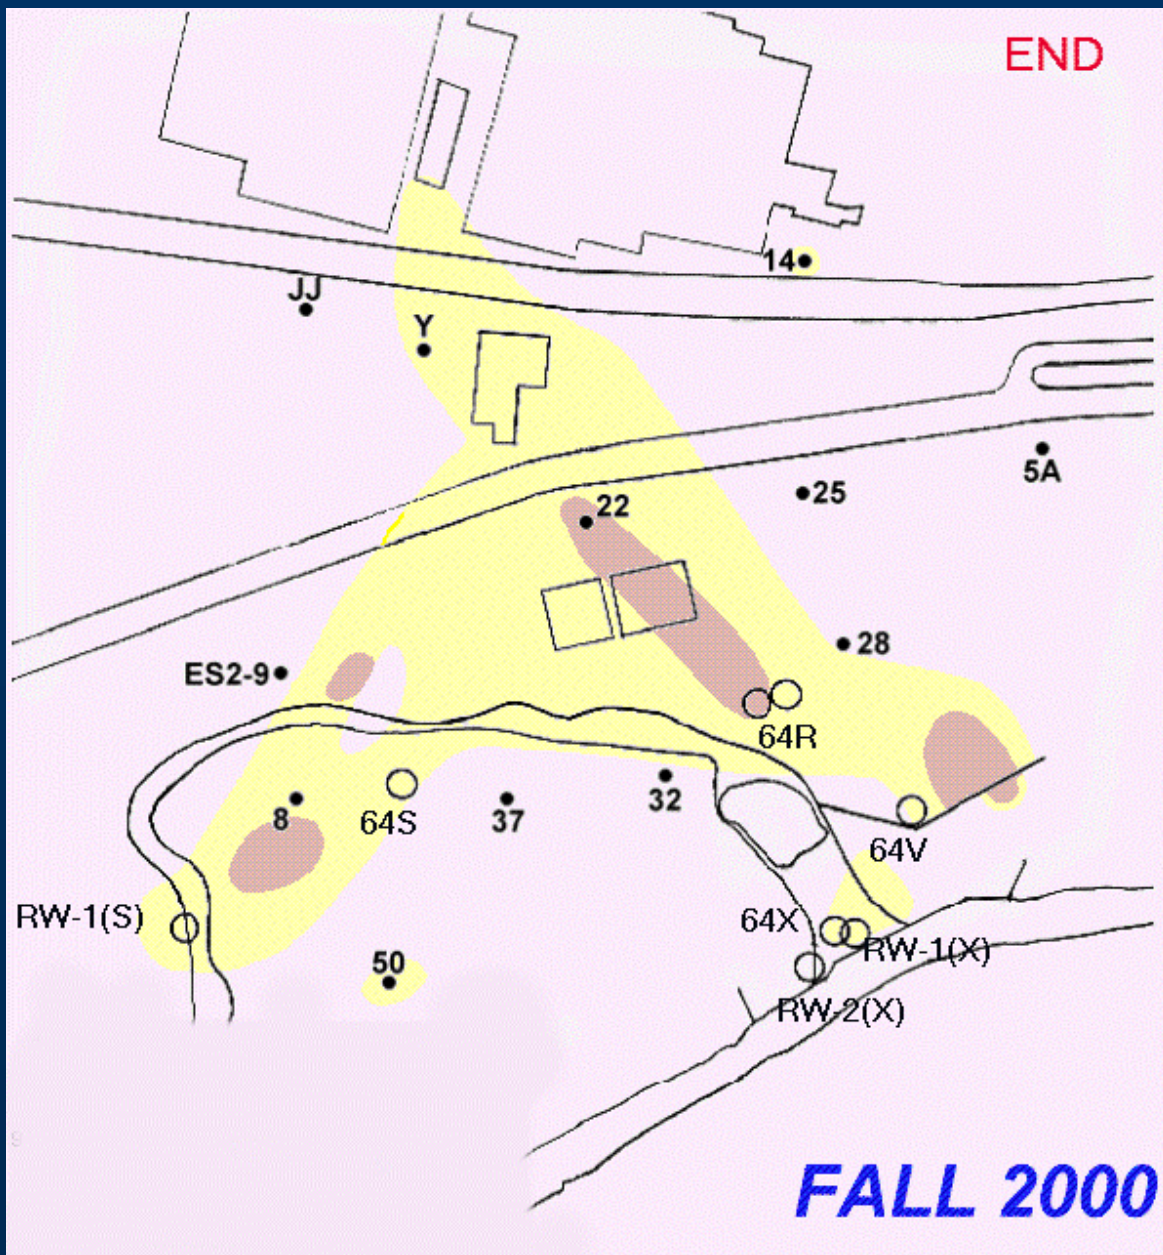 END
14
JJ
Y
5A
25
22
28
ES2-9
64R
32
8
64S
37
64V
RW-1(S)
64X
RW-1(X)
50
RW-2(X)
9
FALL 2000